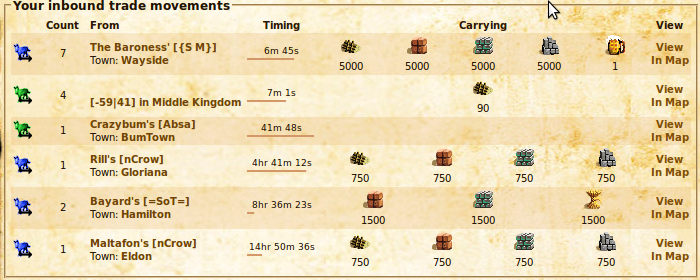 Your inbound trade movements
Count From Timing Carrying View
7 The Baroness' [{S M}] 6m 45s View
Town: Wayside 5000 5000 5000 5000 1 In Map
4 7m 1s View
[-59|41] in Middle Kingdom 90 In Map
1 Crazybum's [Absa] 41m 48s View
Town: BumTown In Map
1 Rill's [nCrow] 4hr 41m 12s View
Town: Gloriana 750 750 750 750 In Map
2 Bayard's [=SoT=] 8hr 36m 23s View
Town: Hamilton 1500 1500 1500 In Map
1 Maltafon's [nCrow] 14hr 50m 36s View
Town: Eldon 750 750 750 750 In Map